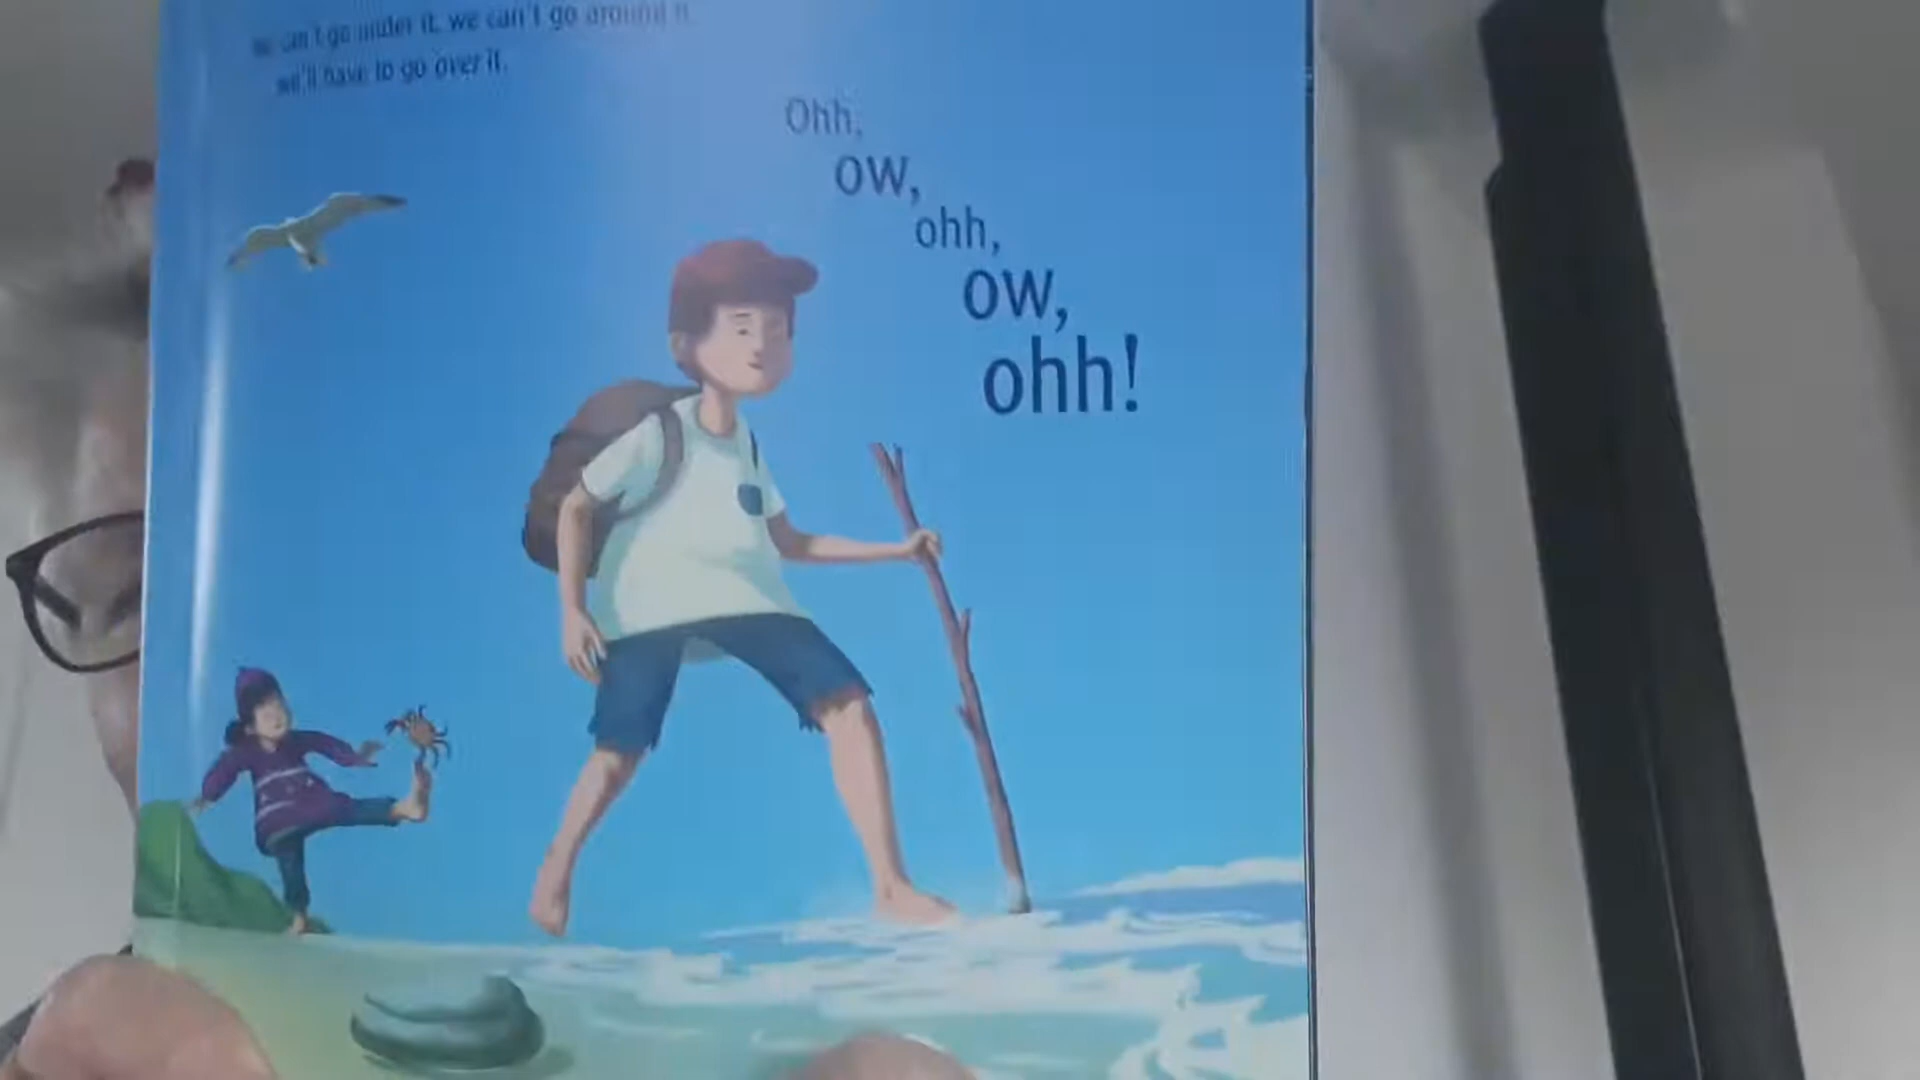 we can't go under it, we can't go around it,
we'll have to go over it.
Ohh,
ow,
ohh,
ow,
ohh!